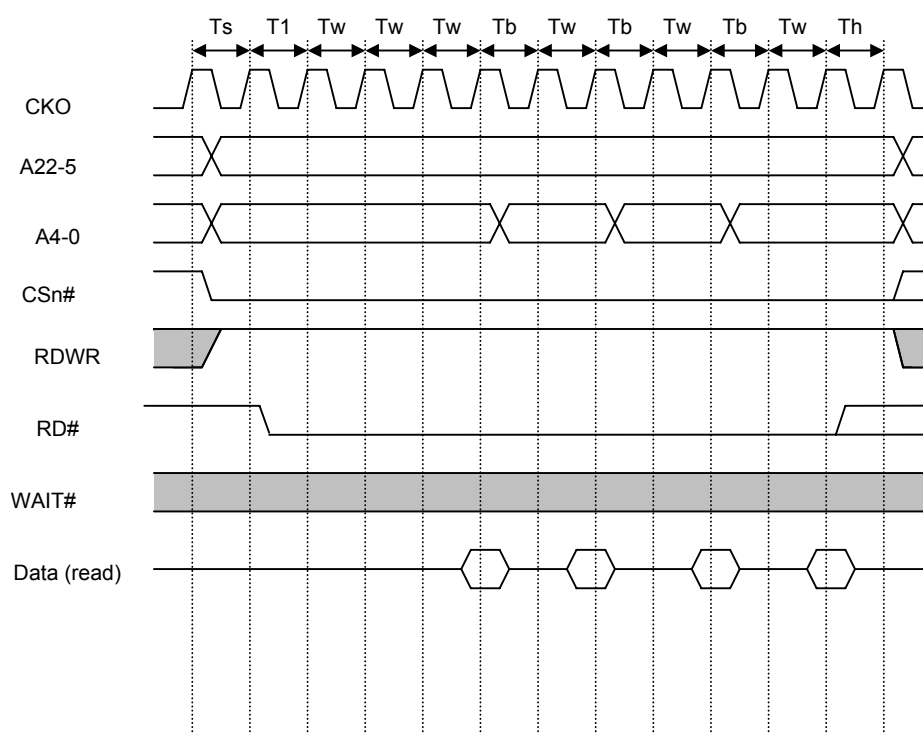 Ts T1 Tw Tw Tw Tb Tw Tb Tw Tb Tw Th
CKO
A22-5
A4-0
CSn#
RDWR
RD#
WAIT#
Data (read)